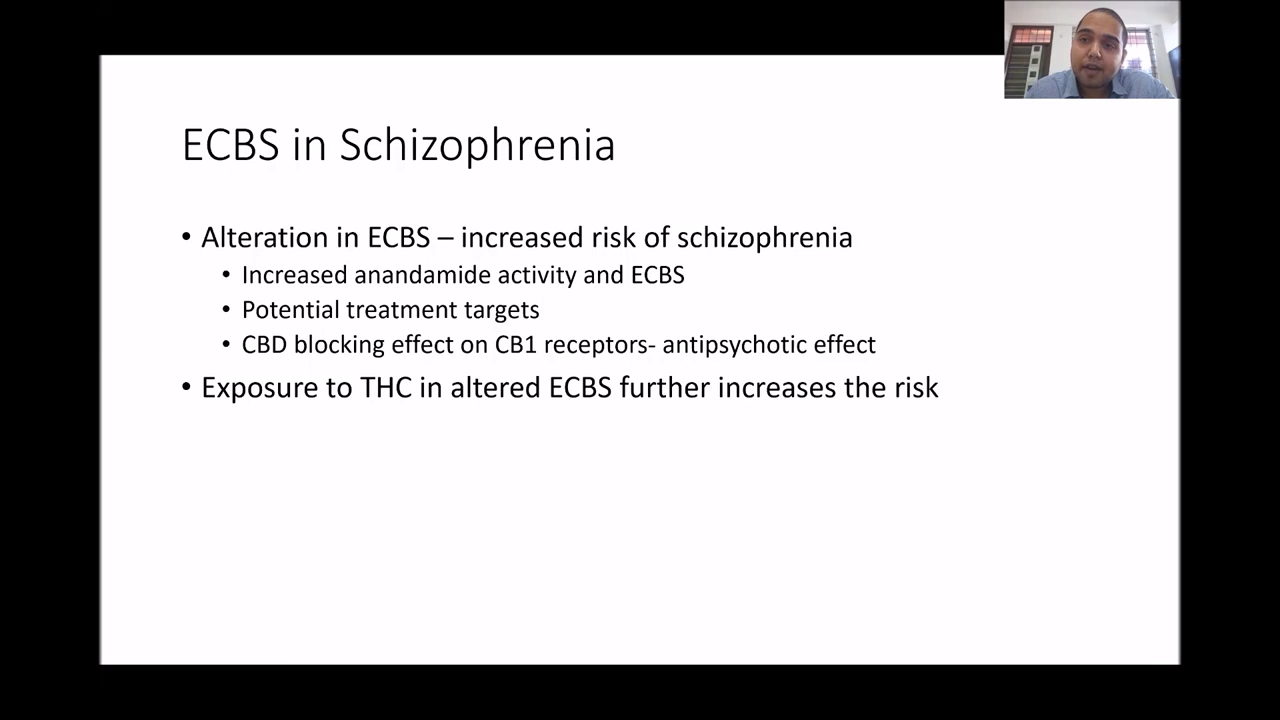 ECBS in Schizophrenia
• Alteration in ECBS – increased risk of schizophrenia
• Increased anandamide activity and ECBS
• Potential treatment targets
• CBD blocking effect on CB1 receptors- antipsychotic effect
• Exposure to THC in altered ECBS further increases the risk